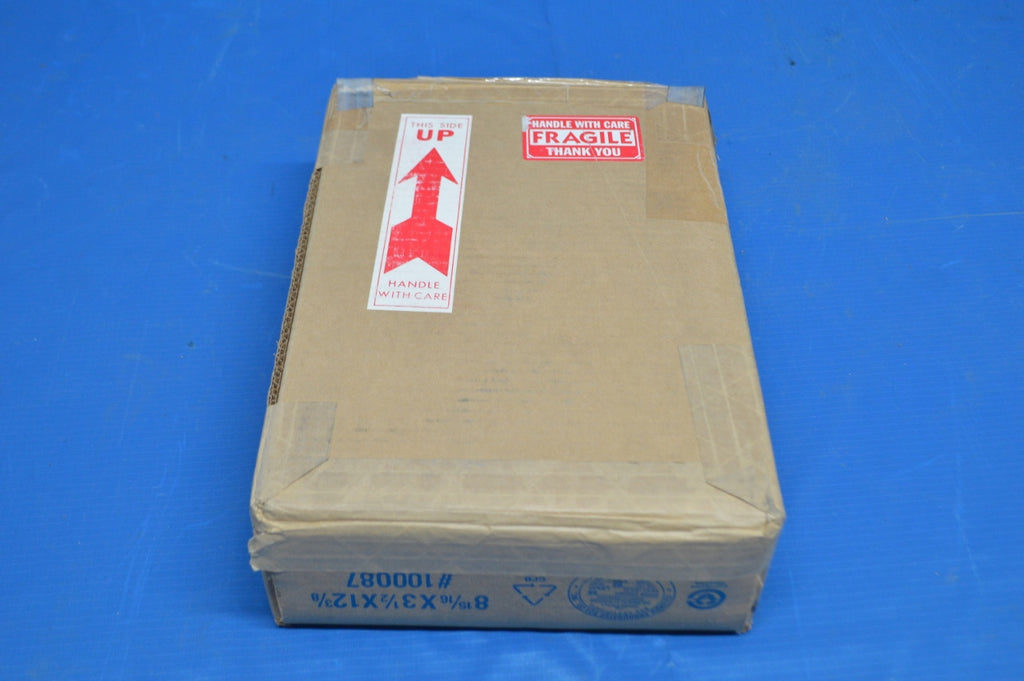 THIS SIDE
UP
HANDLE
WITH CARE
HANDLE WITH CARE
FRAGILE
THANK YOU
8 15/16 X 3 1/2 X 12 3/8
#100087